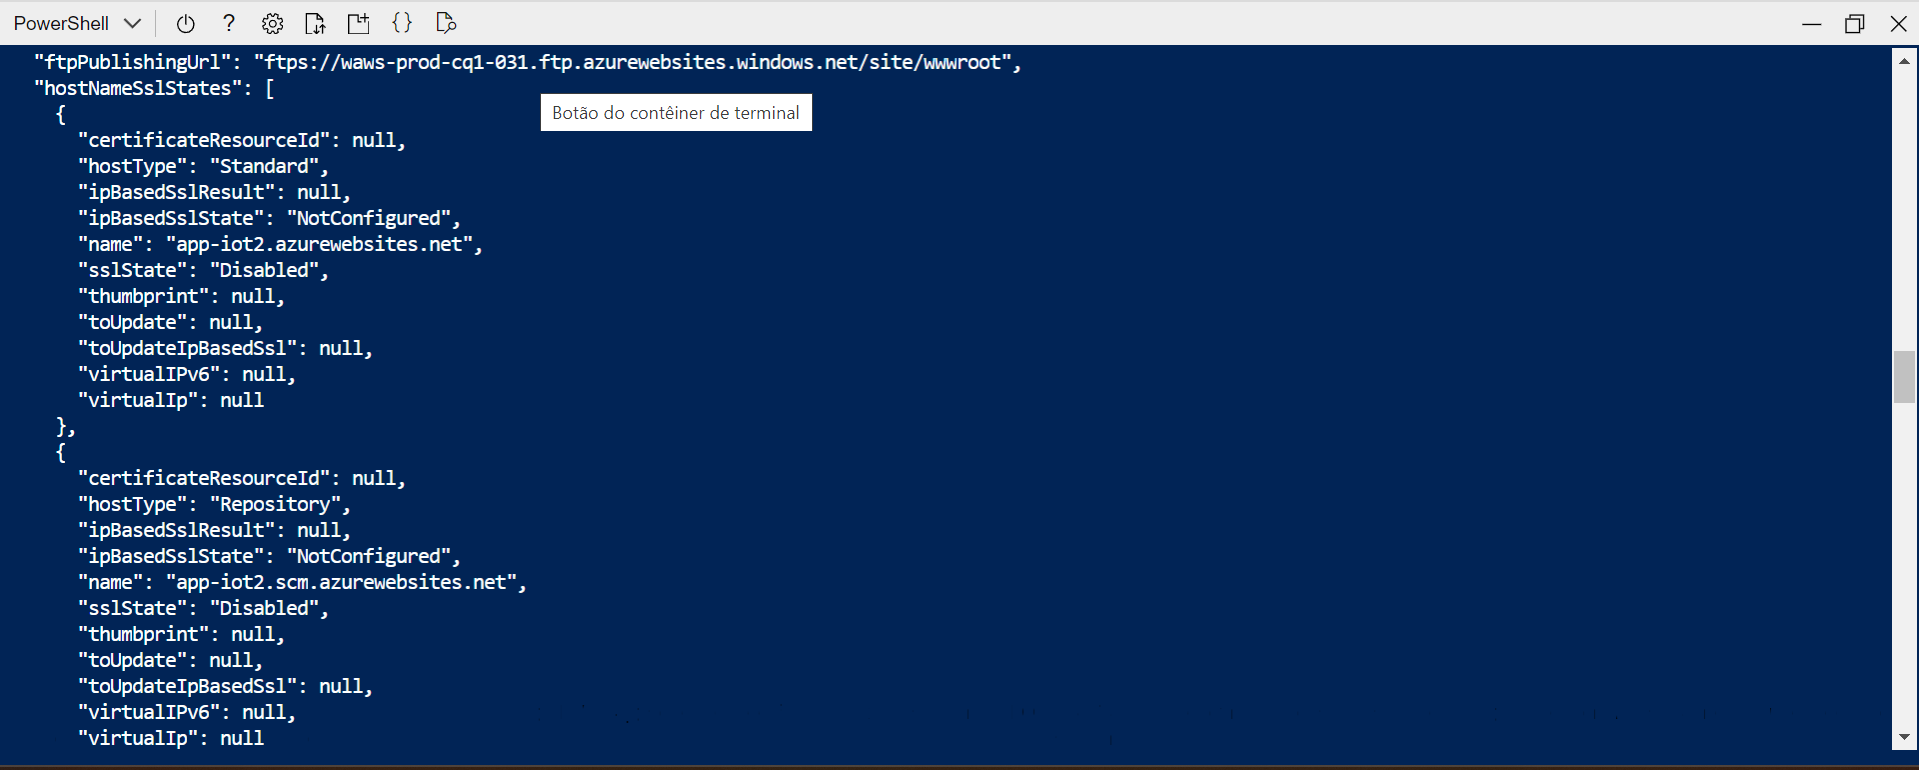 PowerShell
"ftpPublishingUrl": "ftps://waws-prod-cq1-031.ftp.azurewebsites.windows.net/site/wwwroot",
"hostNameSslStates": [
{
Botão do contêiner de terminal
"certificateResourceId": null,
"hostType": "Standard",
"ipBasedSslResult": null,
"ipBasedSslState": "NotConfigured",
"name": "app-iot2.azurewebsites.net",
"sslState": "Disabled",
"thumbprint": null,
"toUpdate": null,
"toUpdateIpBasedSsl": null,
"virtualIPv6": null,
"virtualIp": null
},
{
"certificateResourceId": null,
"hostType": "Repository",
"ipBasedSslResult": null,
"ipBasedSslState": "NotConfigured",
"name": "app-iot2.scm.azurewebsites.net",
"sslState": "Disabled",
"thumbprint": null,
"toUpdate": null,
"toUpdateIpBasedSsl": null,
"virtualIPv6": null,
"virtualIp": null